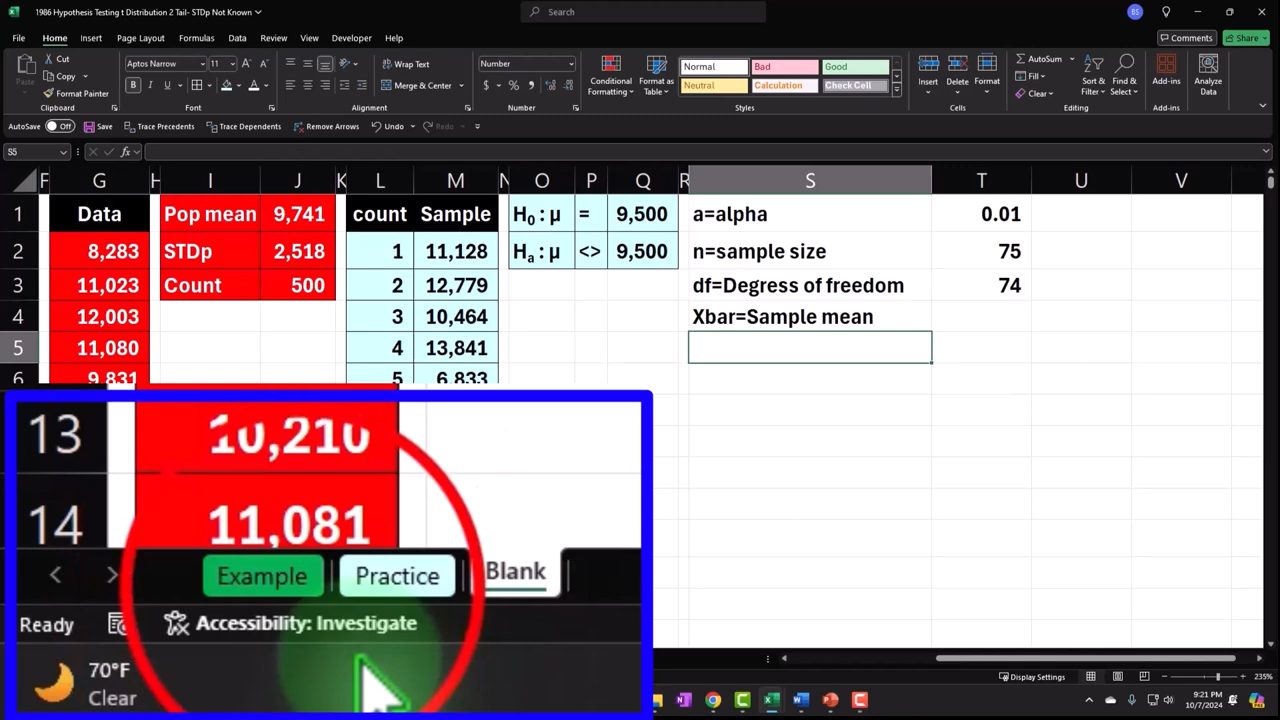 1986 Hypothesis Testing t Distribution 2 Tail- STDp Not Known
Search
BS
File Home Insert Page Layout Formulas Data Review View Developer Help
Comments Share
Paste
Cut
Copy
Format Painter
Clipboard
Aptos Narrow 11
Font
Wrap Text
Merge & Center
Alignment
Number
Number
Conditional Formatting
Format as Table
Normal Bad Good
Neutral Calculation Check Cell
Styles
Insert Delete Format
Cells
AutoSum
Fill
Clear
Sort & Filter
Find & Select
Editing
Add-ins
Add-ins
Analyze Data
AutoSave Off Save Trace Precedents Trace Dependents Remove Arrows Undo Redo
S5 fx
F G H I J K L M N O P Q R S T U V
1 Data Pop mean 9,741 count Sample H0 : µ = 9,500 a=alpha 0.01
2 8,283 STDp 2,518 1 11,128 Ha : µ <> 9,500 n=sample size 75
3 11,023 Count 500 2 12,779 df=Degress of freedom 74
4 12,003 3 10,464 Xbar=Sample mean
5 11,080 4 13,841
6 9,831 5 6,833
13 10,210
14 11,081
Example Practice Blank
Ready Accessibility: Investigate
70°F
Clear
Display Settings 235%
9:21 PM
10/7/2024